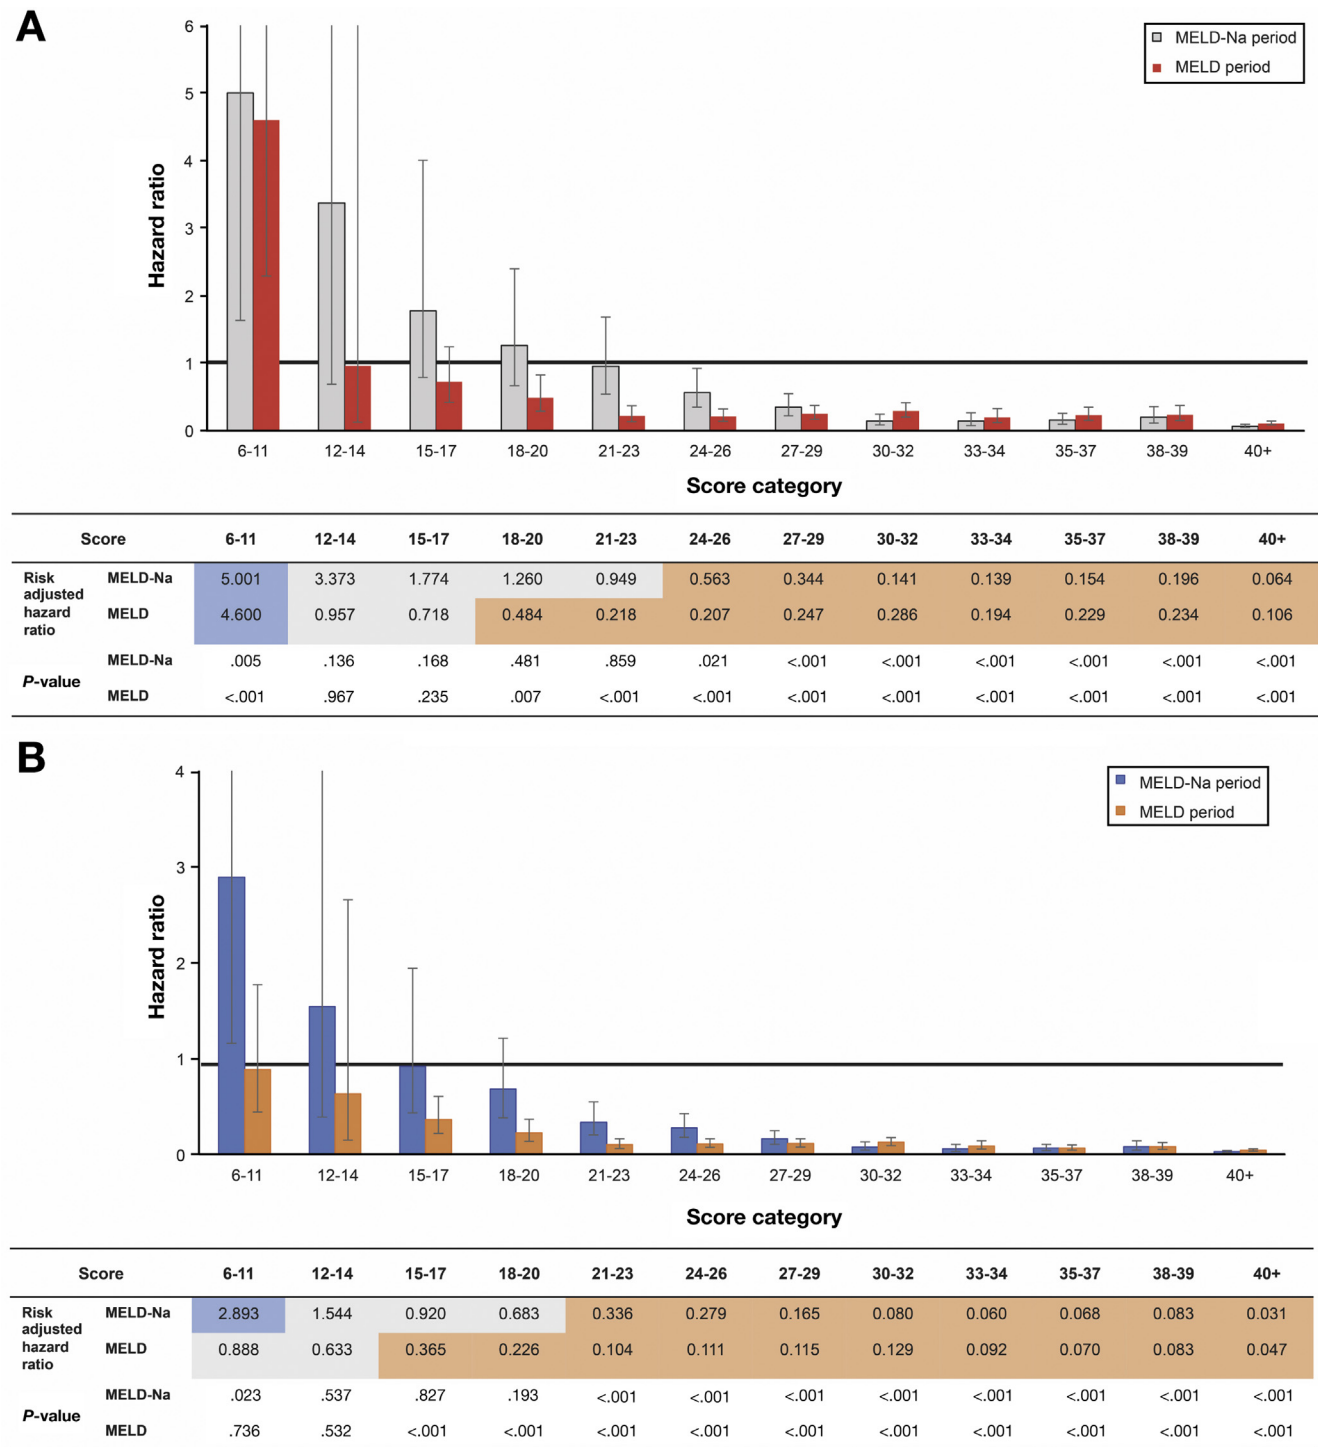 A
6
5
4
3
2
1
0
Hazard ratio
MELD-Na period
MELD period
6-11 12-14 15-17 18-20 21-23 24-26 27-29 30-32 33-34 35-37 38-39 40+
Score category
Score 6-11 12-14 15-17 18-20 21-23 24-26 27-29 30-32 33-34 35-37 38-39 40+
Risk adjusted hazard ratio
MELD-Na 5.001 3.373 1.774 1.260 0.949 0.563 0.344 0.141 0.139 0.154 0.196 0.064
MELD 4.600 0.957 0.718 0.484 0.218 0.207 0.247 0.286 0.194 0.229 0.234 0.106
P-value
MELD-Na .005 .136 .168 .481 .859 .021 <.001 <.001 <.001 <.001 <.001 <.001
MELD <.001 .967 .235 .007 <.001 <.001 <.001 <.001 <.001 <.001 <.001 <.001
B
4
3
2
1
0
Hazard ratio
MELD-Na period
MELD period
6-11 12-14 15-17 18-20 21-23 24-26 27-29 30-32 33-34 35-37 38-39 40+
Score category
Score 6-11 12-14 15-17 18-20 21-23 24-26 27-29 30-32 33-34 35-37 38-39 40+
Risk adjusted hazard ratio
MELD-Na 2.893 1.544 0.920 0.683 0.336 0.279 0.165 0.080 0.060 0.068 0.083 0.031
MELD 0.888 0.633 0.365 0.226 0.104 0.111 0.115 0.129 0.092 0.070 0.083 0.047
P-value
MELD-Na .023 .537 .827 .193 <.001 <.001 <.001 <.001 <.001 <.001 <.001 <.001
MELD .736 .532 <.001 <.001 <.001 <.001 <.001 <.001 <.001 <.001 <.001 <.001